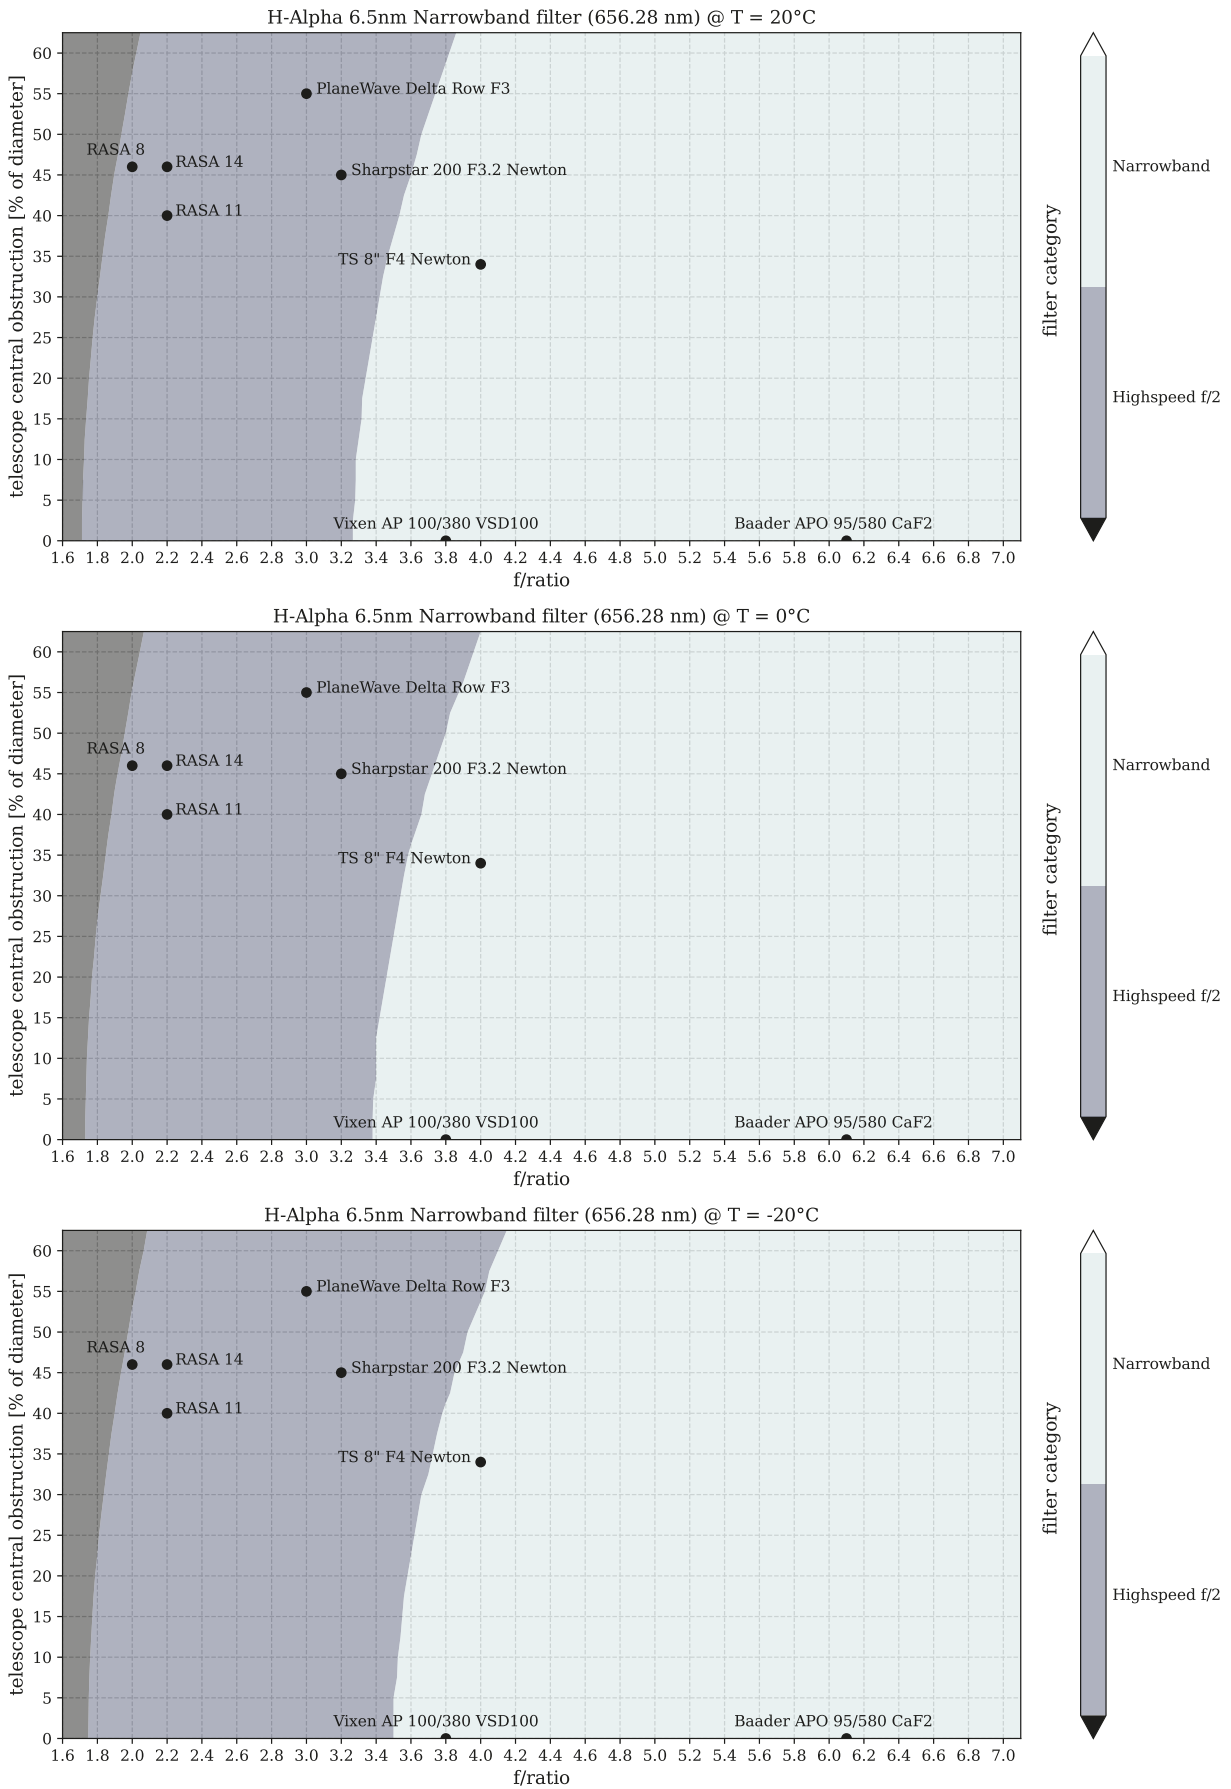 H-Alpha 6.5nm Narrowband filter (656.28 nm) @ T = 20°C
telescope central obstruction [% of diameter]
60
55
50
45
40
35
30
25
20
15
10
5
0
PlaneWave Delta Row F3
RASA 8
RASA 14
Sharpstar 200 F3.2 Newton
RASA 11
TS 8" F4 Newton
Vixen AP 100/380 VSD100
Baader APO 95/580 CaF2
1.6 1.8 2.0 2.2 2.4 2.6 2.8 3.0 3.2 3.4 3.6 3.8 4.0 4.2 4.4 4.6 4.8 5.0 5.2 5.4 5.6 5.8 6.0 6.2 6.4 6.6 6.8 7.0
f/ratio
filter category
Narrowband
Highspeed f/2
H-Alpha 6.5nm Narrowband filter (656.28 nm) @ T = 0°C
telescope central obstruction [% of diameter]
60
55
50
45
40
35
30
25
20
15
10
5
0
PlaneWave Delta Row F3
RASA 8
RASA 14
Sharpstar 200 F3.2 Newton
RASA 11
TS 8" F4 Newton
Vixen AP 100/380 VSD100
Baader APO 95/580 CaF2
1.6 1.8 2.0 2.2 2.4 2.6 2.8 3.0 3.2 3.4 3.6 3.8 4.0 4.2 4.4 4.6 4.8 5.0 5.2 5.4 5.6 5.8 6.0 6.2 6.4 6.6 6.8 7.0
f/ratio
filter category
Narrowband
Highspeed f/2
H-Alpha 6.5nm Narrowband filter (656.28 nm) @ T = -20°C
telescope central obstruction [% of diameter]
60
55
50
45
40
35
30
25
20
15
10
5
0
PlaneWave Delta Row F3
RASA 8
RASA 14
Sharpstar 200 F3.2 Newton
RASA 11
TS 8" F4 Newton
Vixen AP 100/380 VSD100
Baader APO 95/580 CaF2
1.6 1.8 2.0 2.2 2.4 2.6 2.8 3.0 3.2 3.4 3.6 3.8 4.0 4.2 4.4 4.6 4.8 5.0 5.2 5.4 5.6 5.8 6.0 6.2 6.4 6.6 6.8 7.0
f/ratio
filter category
Narrowband
Highspeed f/2